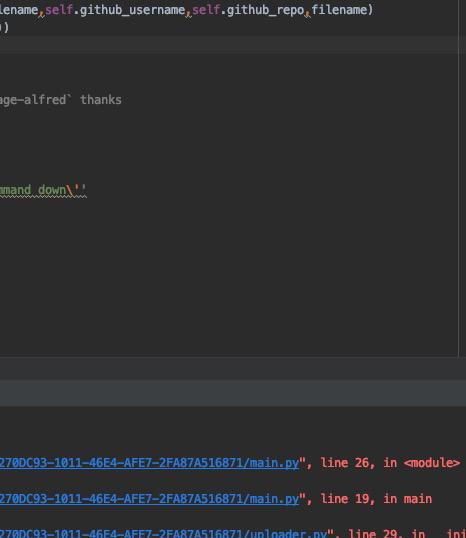 lename,self.github_username,self.github_repo,filename)
))
age-alfred` thanks
mmand down\''
270DC93-1011-46E4-AFE7-2FA87A516871/main.py", line 26, in <module>
270DC93-1011-46E4-AFE7-2FA87A516871/main.py", line 19, in main
270DC93-1011-46E4-AFE7-2FA87A516871/uploader.py", line 29, in __ini